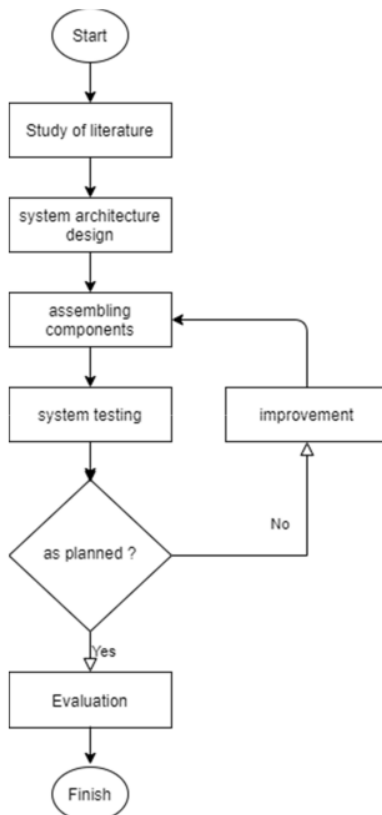 Start
Study of literature
system architecture
design
assembling
components
system testing
improvement
as planned ?
No
Yes
Evaluation
Finish